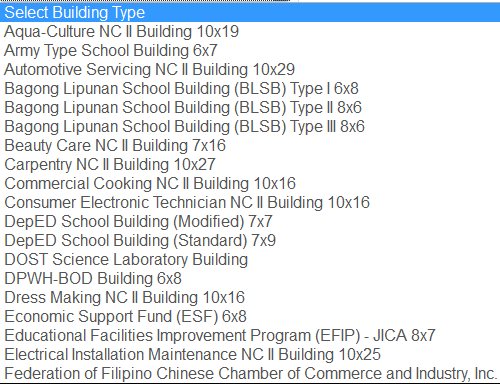 Select Building Type
Aqua-Culture NC II Building 10x19
Army Type School Building 6x7
Automotive Servicing NC II Building 10x29
Bagong Lipunan School Building (BLSB) Type I 6x8
Bagong Lipunan School Building (BLSB) Type II 8x6
Bagong Lipunan School Building (BLSB) Type III 8x6
Beauty Care NC II Building 7x16
Carpentry NC II Building 10x27
Commercial Cooking NC II Building 10x16
Consumer Electronic Technician NC II Building 10x16
DepED School Building (Modified) 7x7
DepED School Building (Standard) 7x9
DOST Science Laboratory Building
DPWH-BOD Building 6x8
Dress Making NC II Building 10x16
Economic Support Fund (ESF) 6x8
Educational Facilities Improvement Program (EFIP) - JICA 8x7
Electrical Installation Maintenance NC II Building 10x25
Federation of Filipino Chinese Chamber of Commerce and Industry, Inc.